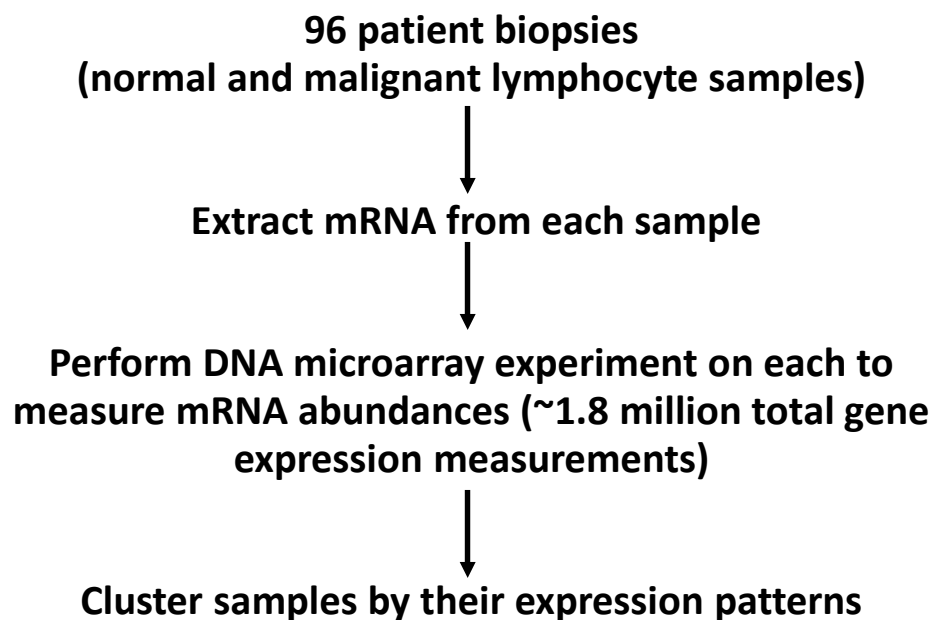 96 patient biopsies
(normal and malignant lymphocyte samples)
Extract mRNA from each sample
Perform DNA microarray experiment on each to
measure mRNA abundances (~1.8 million total gene
expression measurements)
Cluster samples by their expression patterns